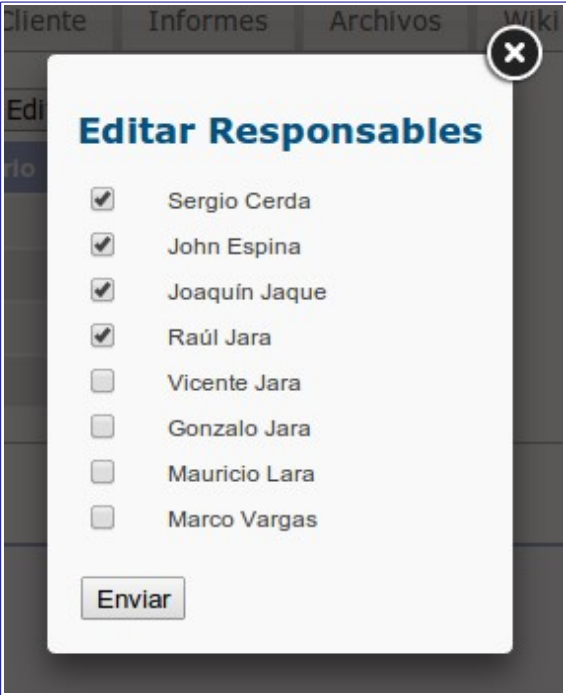 Cliente Informes Archivos Wiki
Edi
rio
Editar Responsables
Sergio Cerda
John Espina
Joaquín Jaque
Raúl Jara
Vicente Jara
Gonzalo Jara
Mauricio Lara
Marco Vargas
Enviar